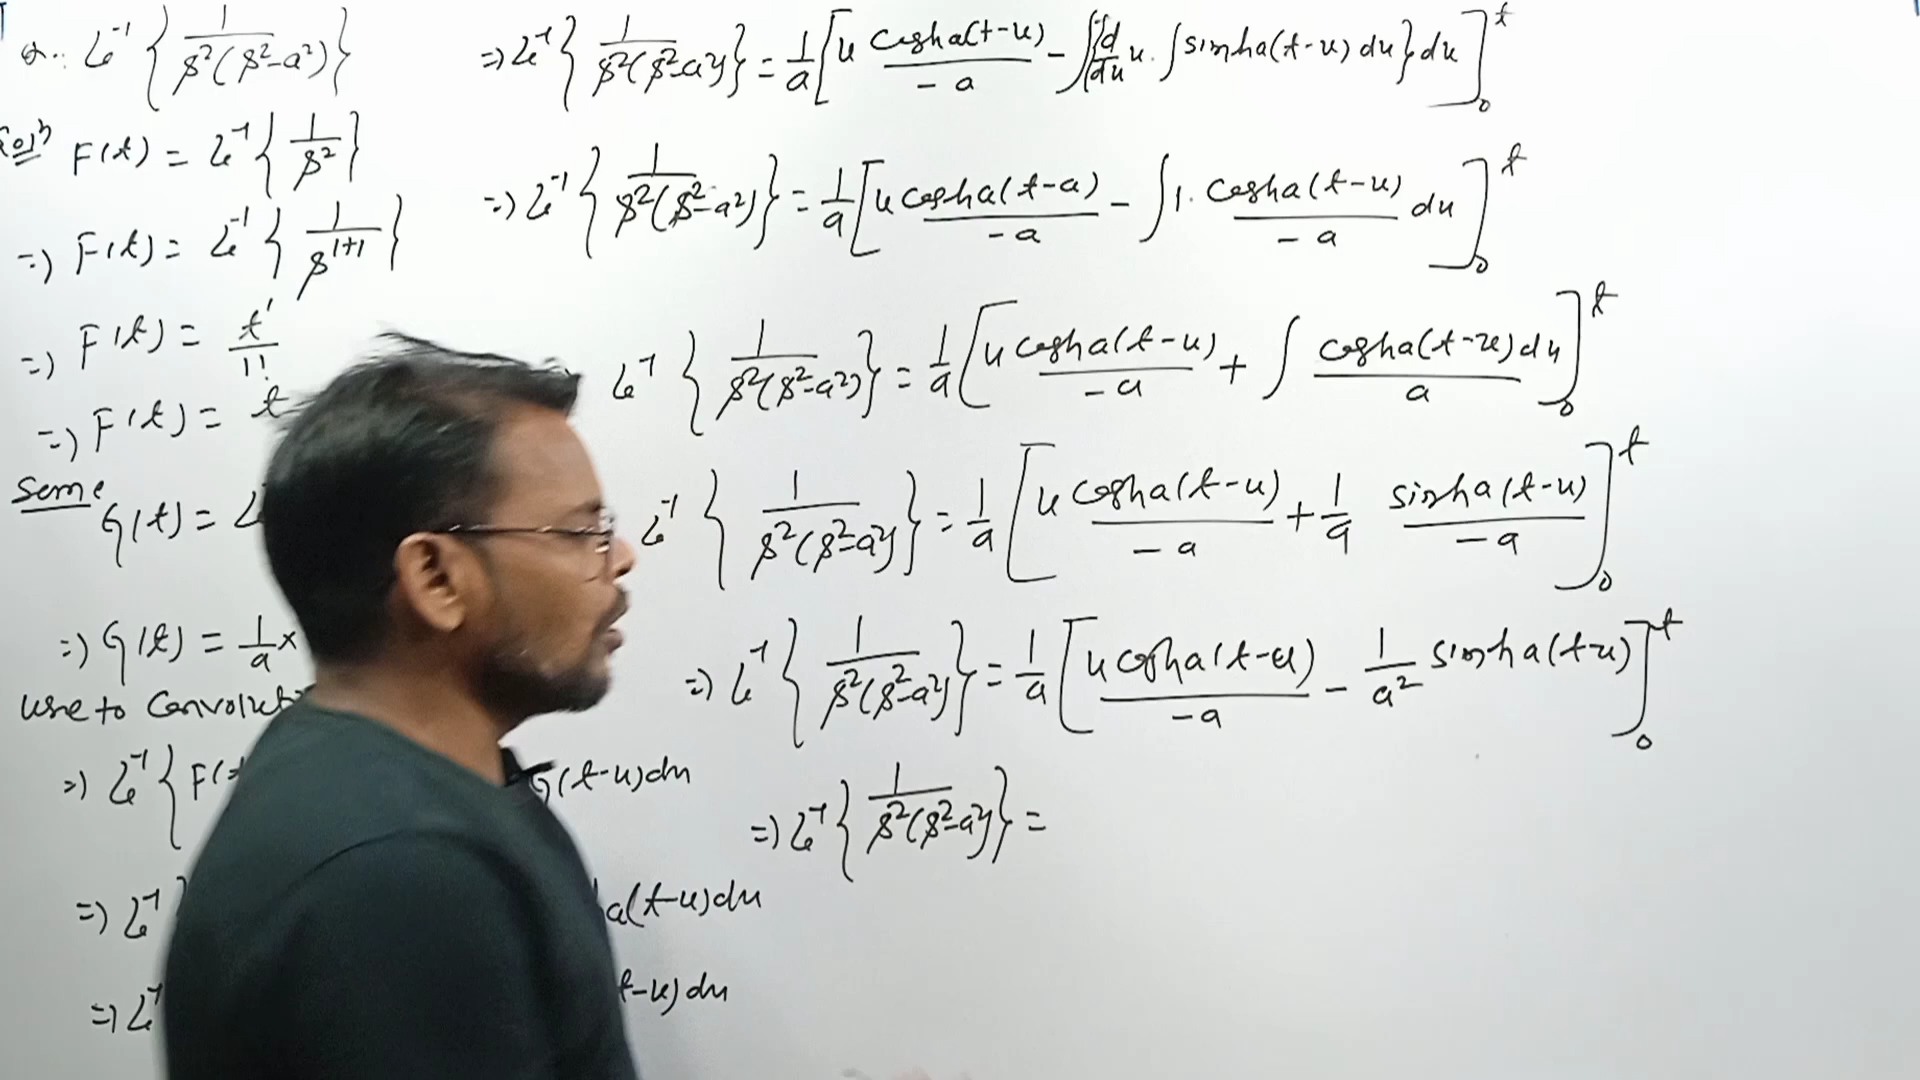 Q.: L⁻¹ { 1 / s²(s²-a²) }
Solⁿ F(t) = L⁻¹ { 1 / s² }
=) F(t) = L⁻¹ { 1 / s¹⁺¹ }
=) F(t) = t¹ / 1!
=) F(t) = t
Same G(t) = L
=) G(t) = 1/a ×
use to
=) L⁻¹ { F( G(t-u)du
=) L⁻¹ ha(t-u)du
=) L⁻¹ t-u)du
=) L⁻¹ { 1 / s²(s²-a²) } = 1/a [ u cosha(t-u) / -a - ∫{ d/du u. ∫ sinha(t-u) du } du ]₀ᵗ
=) L⁻¹ { 1 / s²(s²-a²) } = 1/a [ u cosha(t-a) / -a - ∫ 1. cosha(t-u) / -a du ]₀ᵗ
L⁻¹ { 1 / s²(s²-a²) } = 1/a [ u cosha(t-u) / -a + ∫ cosha(t-u)du / a ]₀ᵗ
L⁻¹ { 1 / s²(s²-a²) } = 1/a [ u cosha(t-u) / -a + 1/a sinha(t-u) / -a ]₀ᵗ
=) L⁻¹ { 1 / s²(s²-a²) } = 1/a [ u cosha(t-u) / -a - 1/a² sinha(t-u) ]₀ᵗ
=) L⁻¹ { 1 / s²(s²-a²) } =